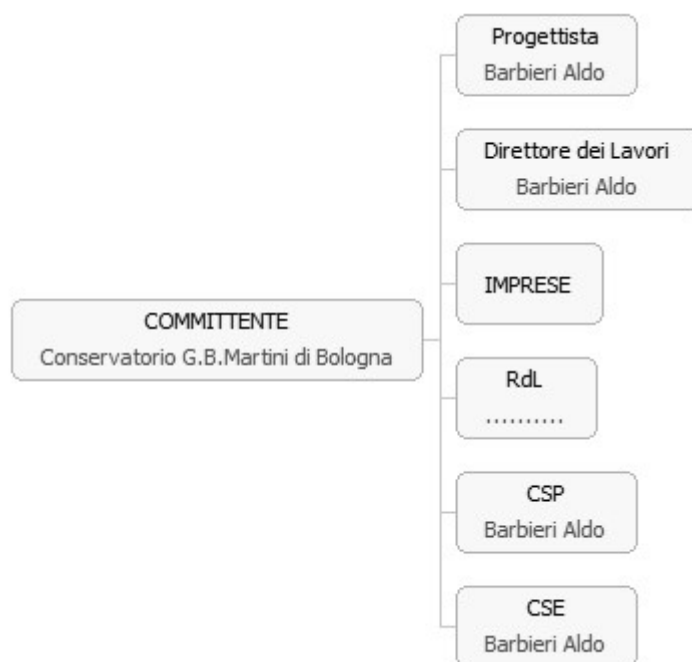 Progettista
Barbieri Aldo
Direttore dei Lavori
Barbieri Aldo
IMPRESE
COMMITTENTE
Conservatorio G.B.Martini di Bologna
RdL
..........
CSP
Barbieri Aldo
CSE
Barbieri Aldo